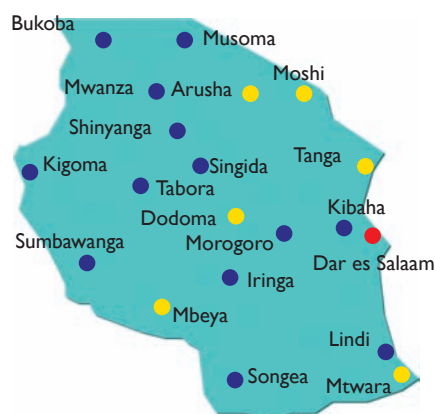 Bukoba
Musoma
Moshi
Mwanza
Arusha
Shinyanga
Tanga
Kigoma
Singida
Tabora
Kibaha
Dodoma
Sumbawanga
Morogoro
Dar es Salaam
Iringa
Mbeya
Lindi
Songea
Mtwara